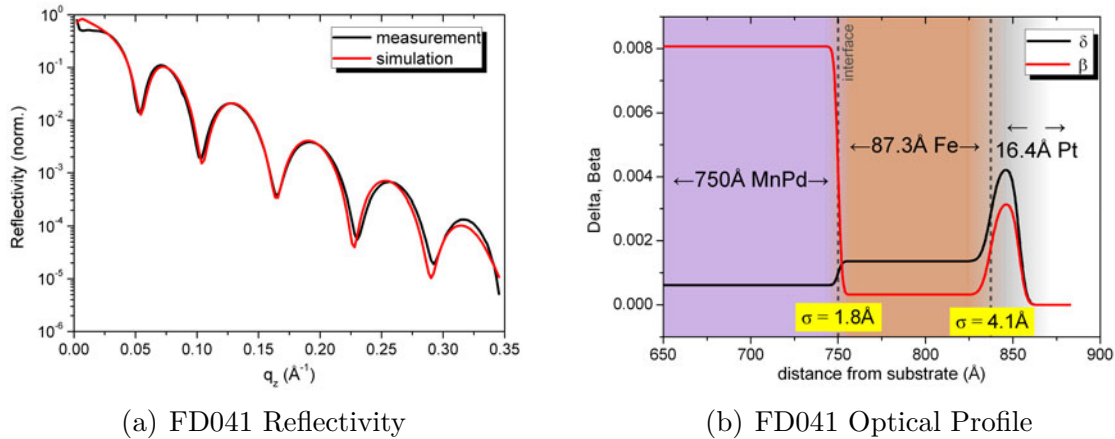 10⁰
10⁻¹
10⁻²
10⁻³
10⁻⁴
10⁻⁵
10⁻⁶
Reflectivity (norm.)
measurement
simulation
0.00 0.05 0.10 0.15 0.20 0.25 0.30 0.35
q_z (Å⁻¹)
(a) FD041 Reflectivity
0.008
0.006
0.004
0.002
0.000
Delta, Beta
interface
δ
β
←750Å MnPd→
←87.3Å Fe→
← →
16.4Å Pt
σ = 1.8Å
σ = 4.1Å
650 700 750 800 850 900
distance from substrate (Å)
(b) FD041 Optical Profile